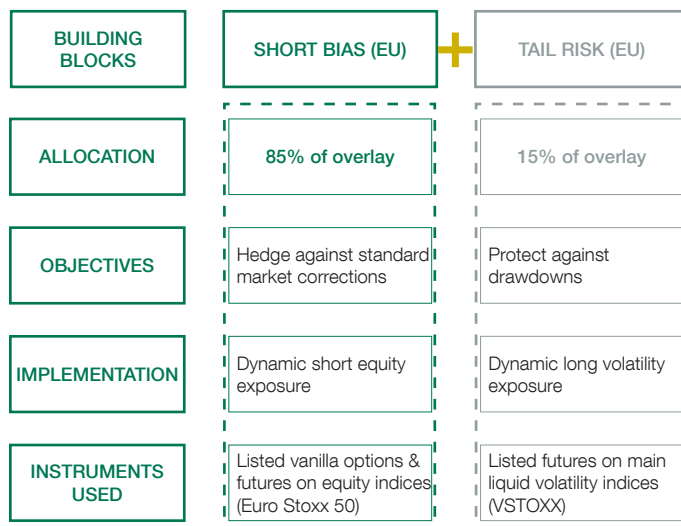 BUILDING
BLOCKS
SHORT BIAS (EU)
+
TAIL RISK (EU)
ALLOCATION
85% of overlay
15% of overlay
OBJECTIVES
Hedge against standard
market corrections
Protect against
drawdowns
IMPLEMENTATION
Dynamic short equity
exposure
Dynamic long volatility
exposure
INSTRUMENTS
USED
Listed vanilla options &
futures on equity indices
(Euro Stoxx 50)
Listed futures on main
liquid volatility indices
(VSTOXX)